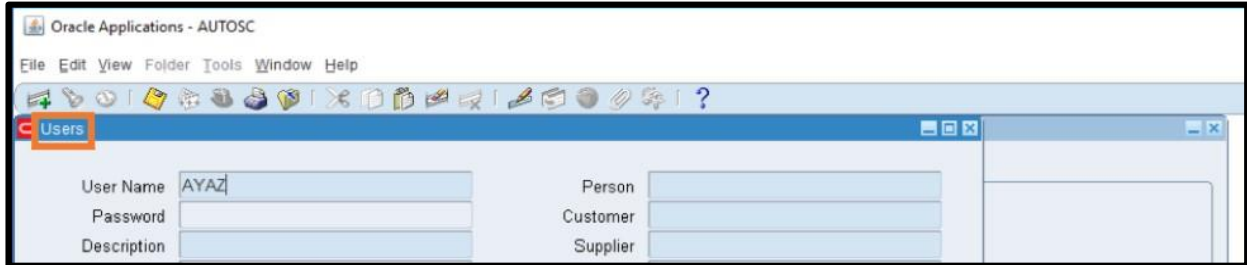 Oracle Applications - AUTOSC
File Edit View Folder Tools Window Help
?
Users
User Name AYAZ Person
Password Customer
Description Supplier